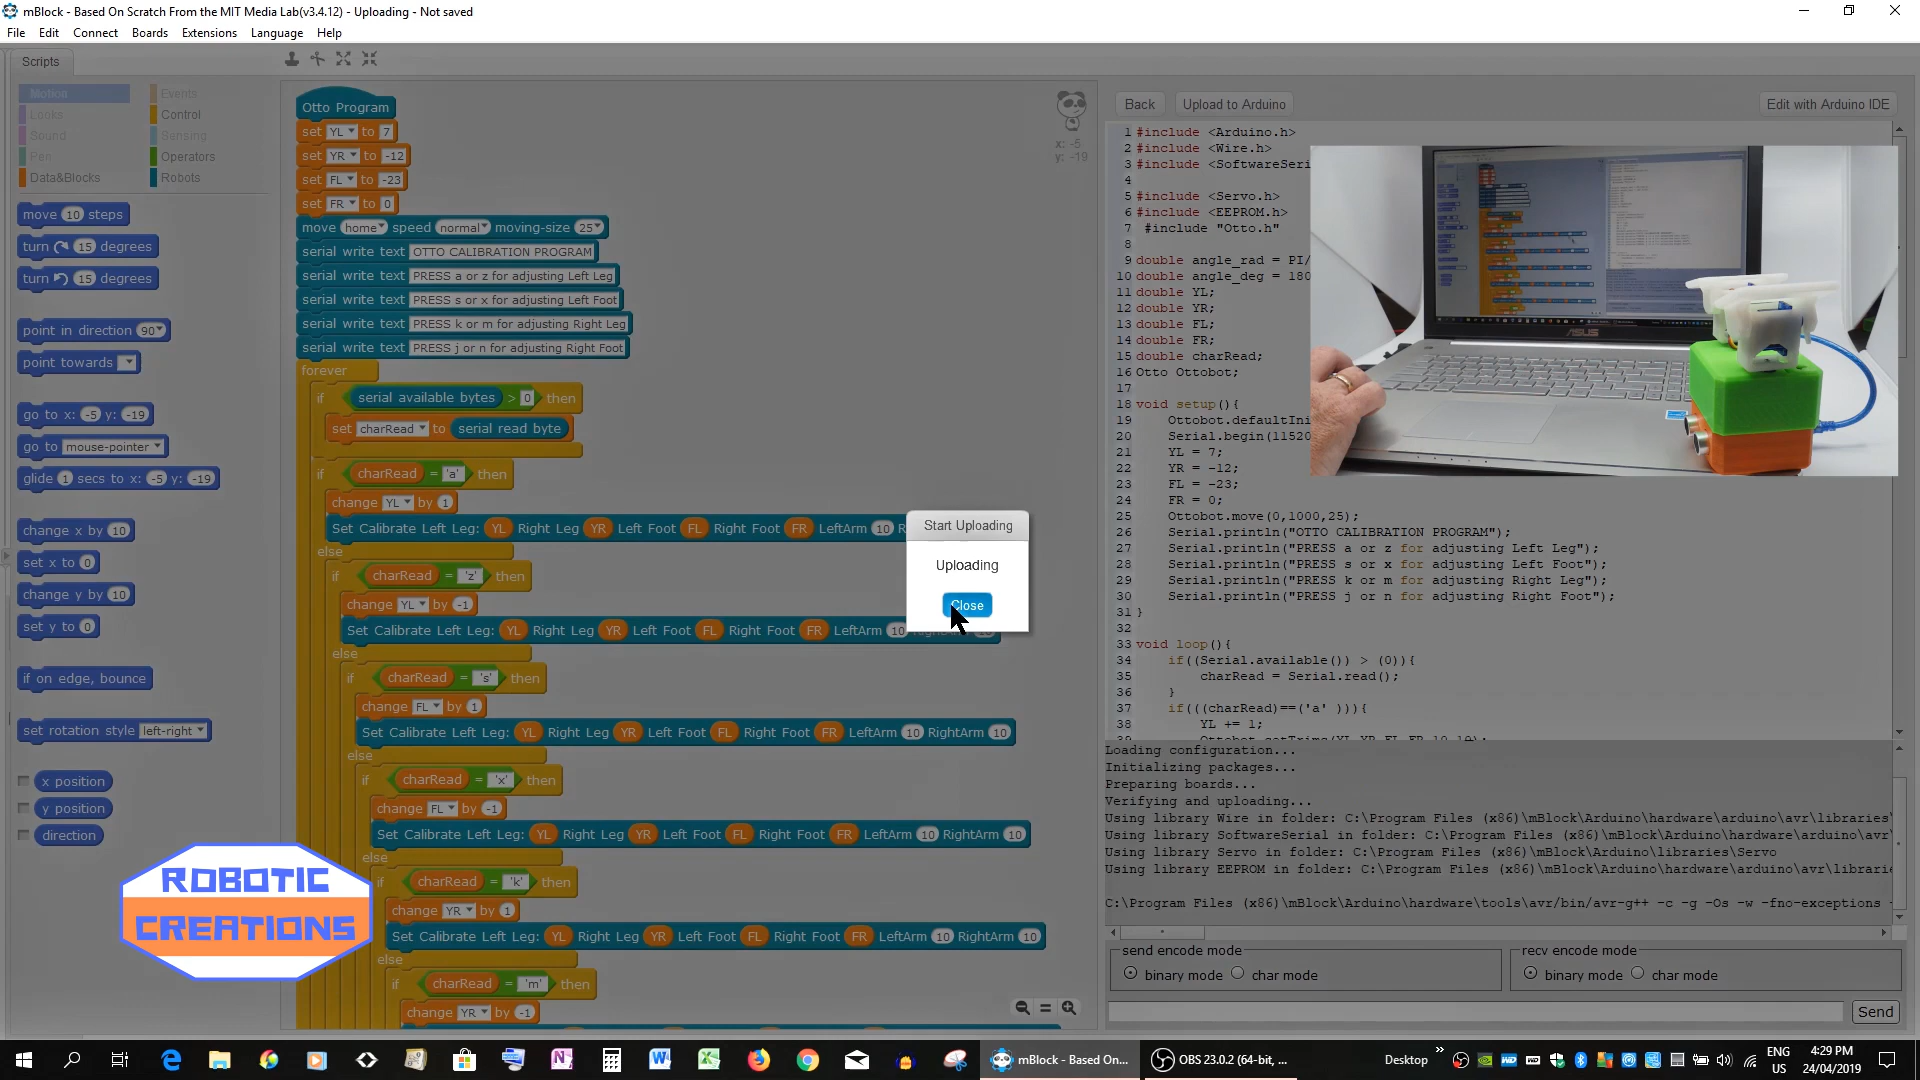 mBlock - Based On Scratch From the MIT Media Lab(v3.4.12) - Uploading - Not saved
File Edit Connect Boards Extensions Language Help
Scripts
Motion
Looks
Sound
Pen
Data&Blocks
Events
Control
Sensing
Operators
Robots
move 10 steps
turn 15 degrees
turn 15 degrees
point in direction 90
point towards
go to x: -5 y: -19
go to mouse-pointer
glide 1 secs to x: -5 y: -19
change x by 10
set x to 0
change y by 10
set y to 0
if on edge, bounce
set rotation style left-right
x position
y position
direction
ROBOTIC
CREATIONS
Otto Program
set YL to 7
set YR to -12
set FL to -23
set FR to 0
move home speed normal moving-size 25
serial write text OTTO CALIBRATION PROGRAM
serial write text PRESS a or z for adjusting Left Leg
serial write text PRESS s or x for adjusting Left Foot
serial write text PRESS k or m for adjusting Right Leg
serial write text PRESS j or n for adjusting Right Foot
forever
if serial available bytes > 0 then
set charRead to serial read byte
if charRead = 'a' then
change YL by 1
Set Calibrate Left Leg: YL Right Leg YR Left Foot FL Right Foot FR LeftArm 10 R
else
if charRead = 'z' then
change YL by -1
Set Calibrate Left Leg: YL Right Leg YR Left Foot FL Right Foot FR LeftArm 10
else
if charRead = 's' then
change FL by 1
Set Calibrate Left Leg: YL Right Leg YR Left Foot FL Right Foot FR LeftArm 10 RightArm 10
else
if charRead = 'x' then
change FL by -1
Set Calibrate Left Leg: YL Right Leg YR Left Foot FL Right Foot FR LeftArm 10 RightArm 10
else
if charRead = 'k' then
change YR by 1
Set Calibrate Left Leg: YL Right Leg YR Left Foot FL Right Foot FR LeftArm 10 RightArm 10
else
if charRead = 'm' then
change YR by -1
x: -5
y: -19
Start Uploading
Uploading
Close
Back Upload to Arduino Edit with Arduino IDE
1 #include <Arduino.h>
2 #include <Wire.h>
3 #include <SoftwareSeri
4
5 #include <Servo.h>
6 #include <EEPROM.h>
7 #include "Otto.h"
8
9 double angle_rad = PI/
10 double angle_deg = 180
11 double YL;
12 double YR;
13 double FL;
14 double FR;
15 double charRead;
16 Otto Ottobot;
17
18 void setup(){
19 Ottobot.defaultIni
20 Serial.begin(11520
21 YL = 7;
22 YR = -12;
23 FL = -23;
24 FR = 0;
25 Ottobot.move(0,1000,25);
26 Serial.println("OTTO CALIBRATION PROGRAM");
27 Serial.println("PRESS a or z for adjusting Left Leg");
28 Serial.println("PRESS s or x for adjusting Left Foot");
29 Serial.println("PRESS k or m for adjusting Right Leg");
30 Serial.println("PRESS j or n for adjusting Right Foot");
31 }
32
33 void loop(){
34 if((Serial.available()) > (0)){
35 charRead = Serial.read();
36 }
37 if(((charRead)==('a' ))){
38 YL += 1;
ASUS
Loading configuration...
Initializing packages...
Preparing boards...
Verifying and uploading...
Using library Wire in folder: C:\Program Files (x86)\mBlock\Arduino\hardware\arduino\avr\libraries\
Using library SoftwareSerial in folder: C:\Program Files (x86)\mBlock\Arduino\hardware\arduino\avr\
Using library Servo in folder: C:\Program Files (x86)\mBlock\Arduino\libraries\Servo
Using library EEPROM in folder: C:\Program Files (x86)\mBlock\Arduino\hardware\arduino\avr\librarie
C:\Program Files (x86)\mBlock\Arduino\hardware\tools\avr/bin/avr-g++ -c -g -Os -w -fno-exceptions -
send encode mode
binary mode char mode
recv encode mode
binary mode char mode
Send
mBlock - Based On...
OBS 23.0.2 (64-bit, ...
Desktop
ENG
US
4:29 PM
24/04/2019